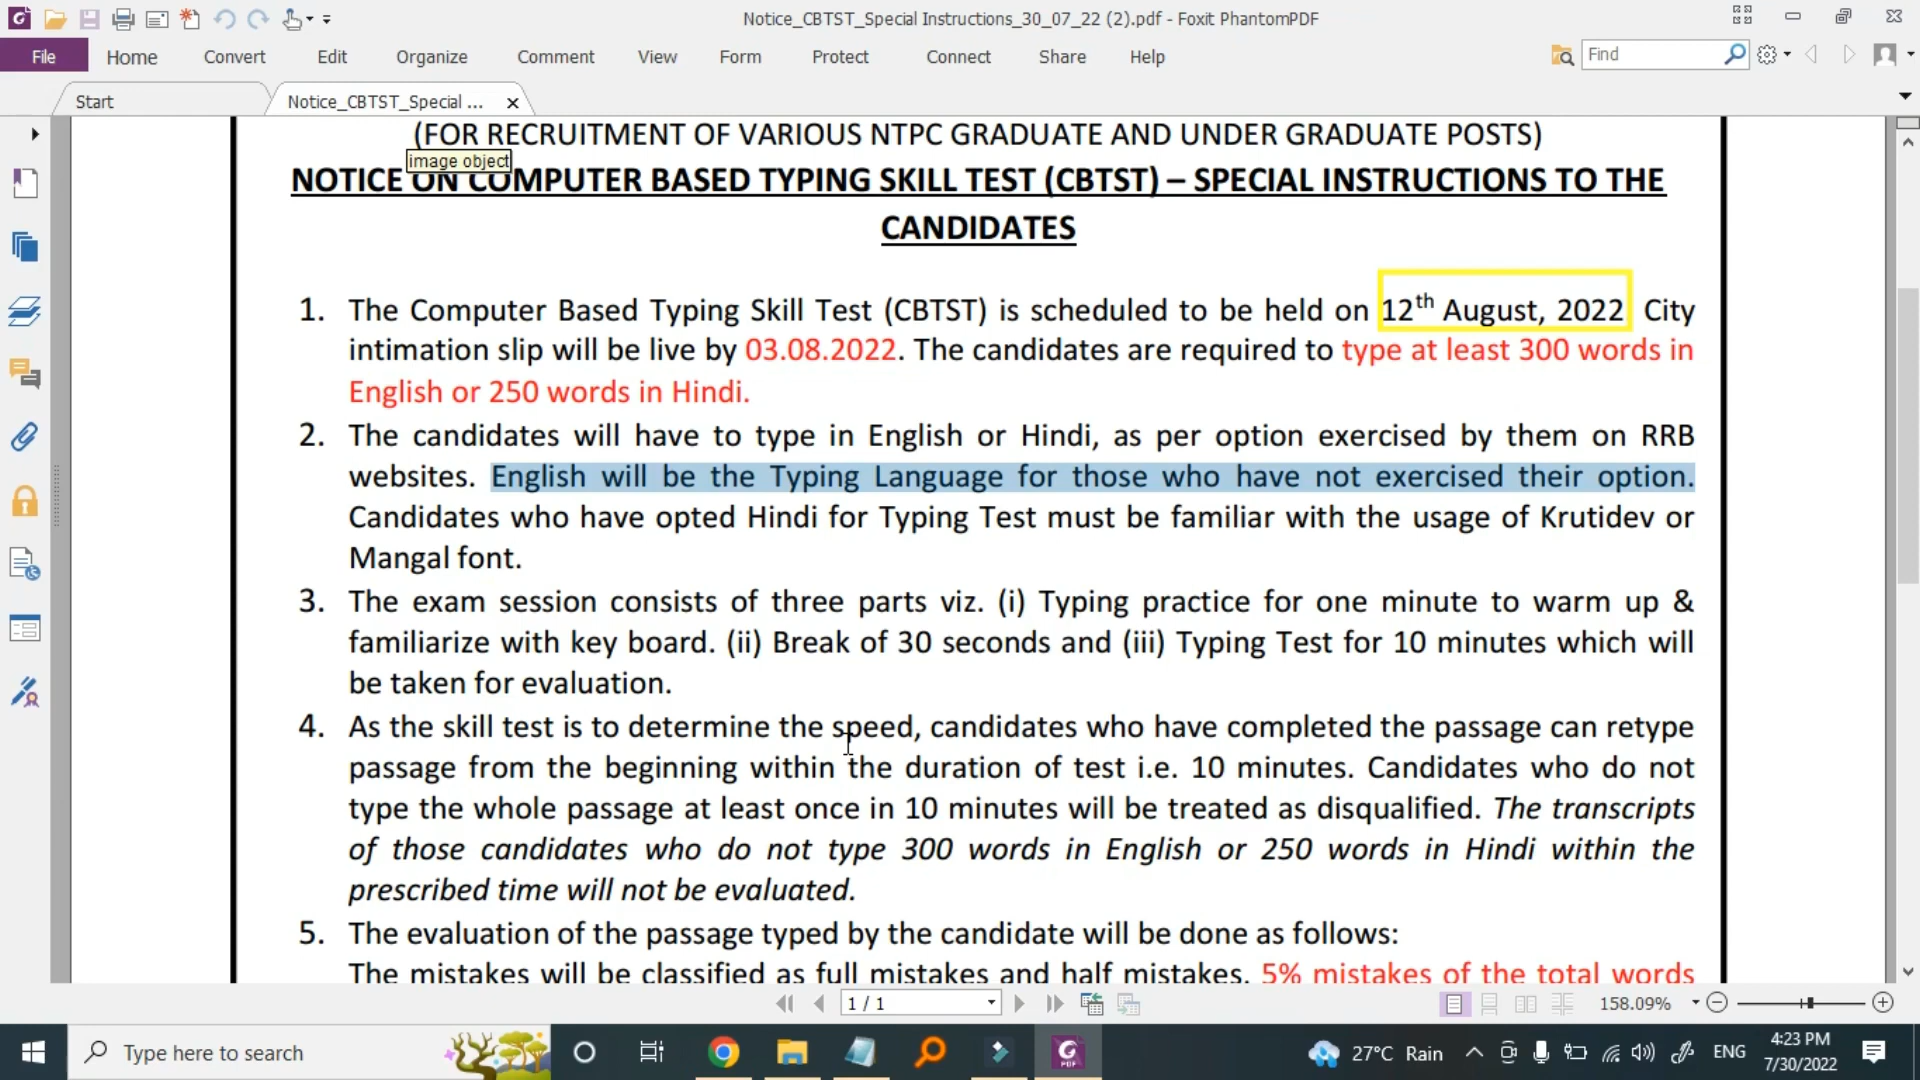 Notice_CBTST_Special Instructions_30_07_22 (2).pdf - Foxit PhantomPDF
File Home Convert Edit Organize Comment View Form Protect Connect Share Help Find
Start Notice_CBTST_Special ...
(FOR RECRUITMENT OF VARIOUS NTPC GRADUATE AND UNDER GRADUATE POSTS)
image object
NOTICE ON COMPUTER BASED TYPING SKILL TEST (CBTST) – SPECIAL INSTRUCTIONS TO THE
CANDIDATES
1. The Computer Based Typing Skill Test (CBTST) is scheduled to be held on 12th August, 2022 City
intimation slip will be live by 03.08.2022. The candidates are required to type at least 300 words in
English or 250 words in Hindi.
2. The candidates will have to type in English or Hindi, as per option exercised by them on RRB
websites. English will be the Typing Language for those who have not exercised their option.
Candidates who have opted Hindi for Typing Test must be familiar with the usage of Krutidev or
Mangal font.
3. The exam session consists of three parts viz. (i) Typing practice for one minute to warm up &
familiarize with key board. (ii) Break of 30 seconds and (iii) Typing Test for 10 minutes which will
be taken for evaluation.
4. As the skill test is to determine the speed, candidates who have completed the passage can retype
passage from the beginning within the duration of test i.e. 10 minutes. Candidates who do not
type the whole passage at least once in 10 minutes will be treated as disqualified. The transcripts
of those candidates who do not type 300 words in English or 250 words in Hindi within the
prescribed time will not be evaluated.
5. The evaluation of the passage typed by the candidate will be done as follows:
The mistakes will be classified as full mistakes and half mistakes. 5% mistakes of the total words
1 / 1 158.09%
Type here to search 27°C Rain ENG 4:23 PM
7/30/2022